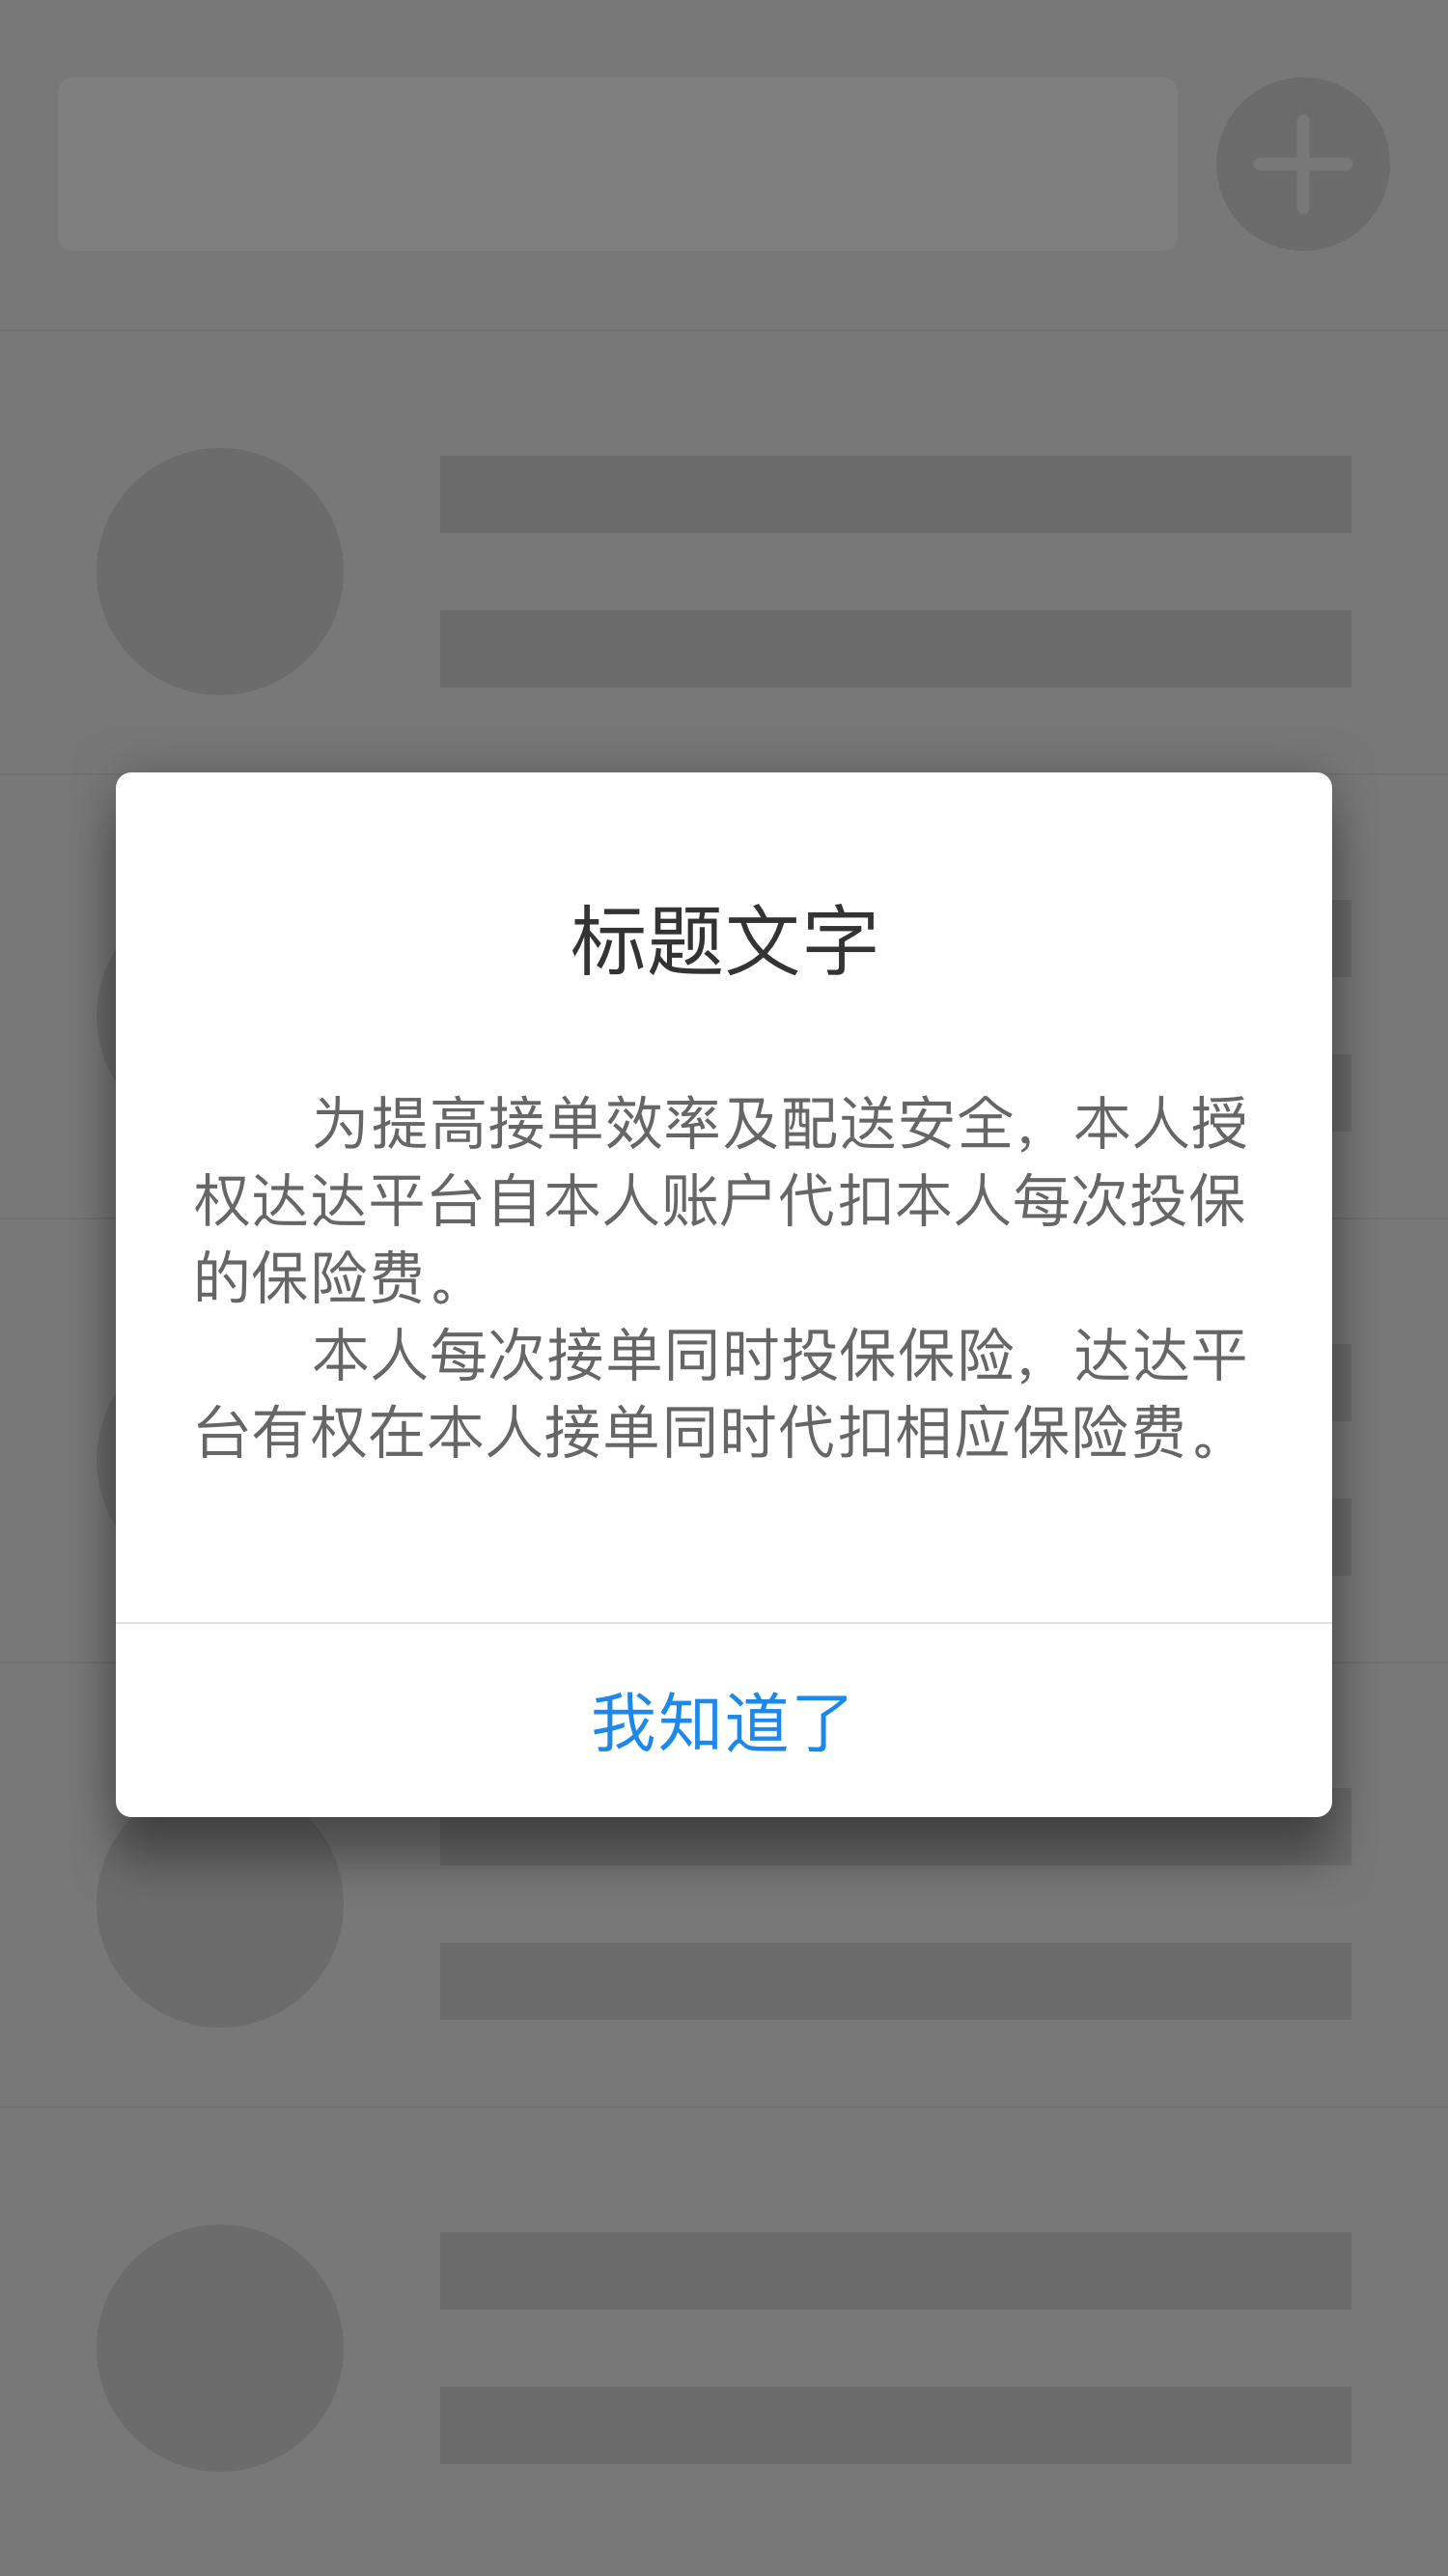 标题文字
为提高接单效率及配送安全，本人授
权达达平台自本人账户代扣本人每次投保
的保险费。
本人每次接单同时投保保险，达达平
台有权在本人接单同时代扣相应保险费。
我知道了